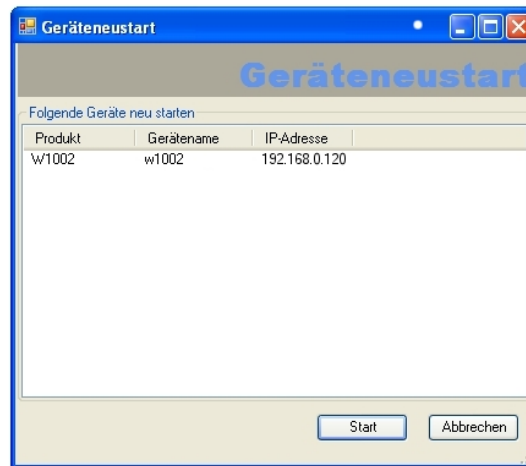 Geräteneustart
Geräteneustart
Folgende Geräte neu starten
Produkt Gerätename IP-Adresse
W1002 w1002 192.168.0.120
Start Abbrechen